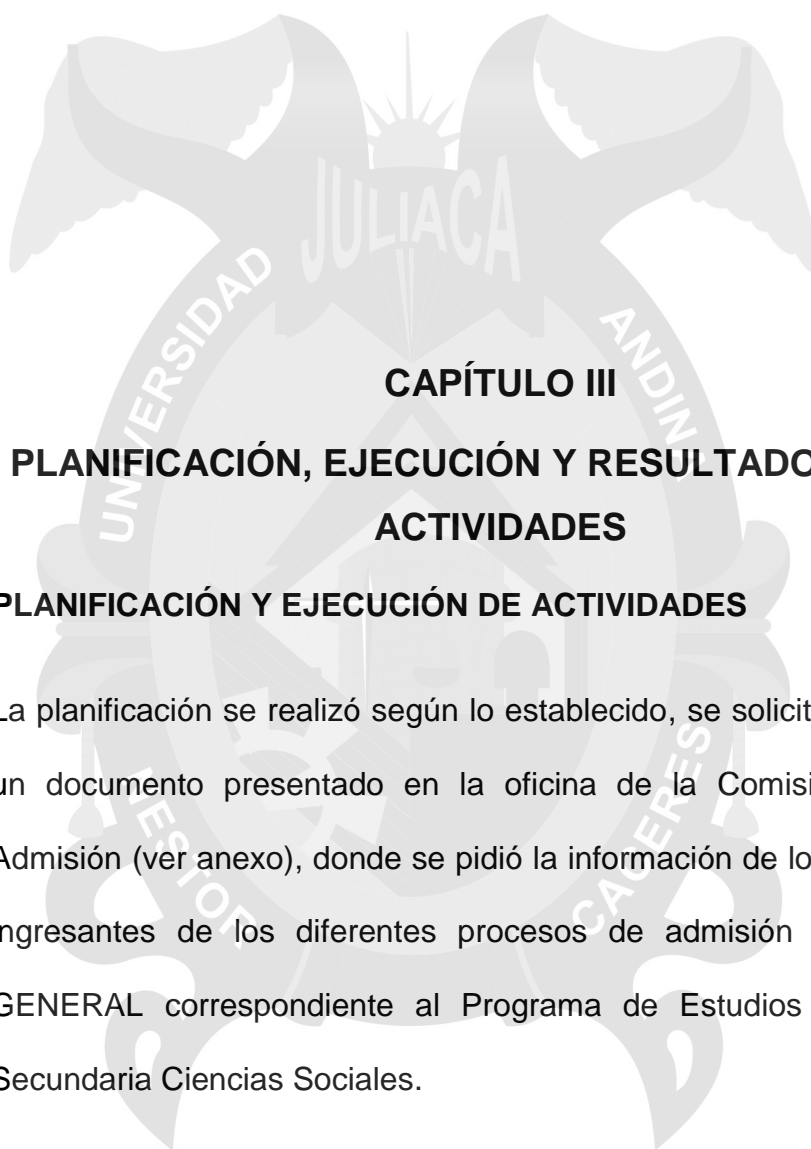 JULIACA
UNIVERSIDAD
ANDINA
CAPÍTULO III
PLANIFICACIÓN, EJECUCIÓN Y RESULTADO
ACTIVIDADES
PLANIFICACIÓN Y EJECUCIÓN DE ACTIVIDADES
La planificación se realizó según lo establecido, se solicit
un documento presentado en la oficina de la Comisi
Admisión (ver anexo), donde se pidió la información de lo
ingresantes de los diferentes procesos de admisión
GENERAL correspondiente al Programa de Estudios
Secundaria Ciencias Sociales.
NESTOR
CACERES